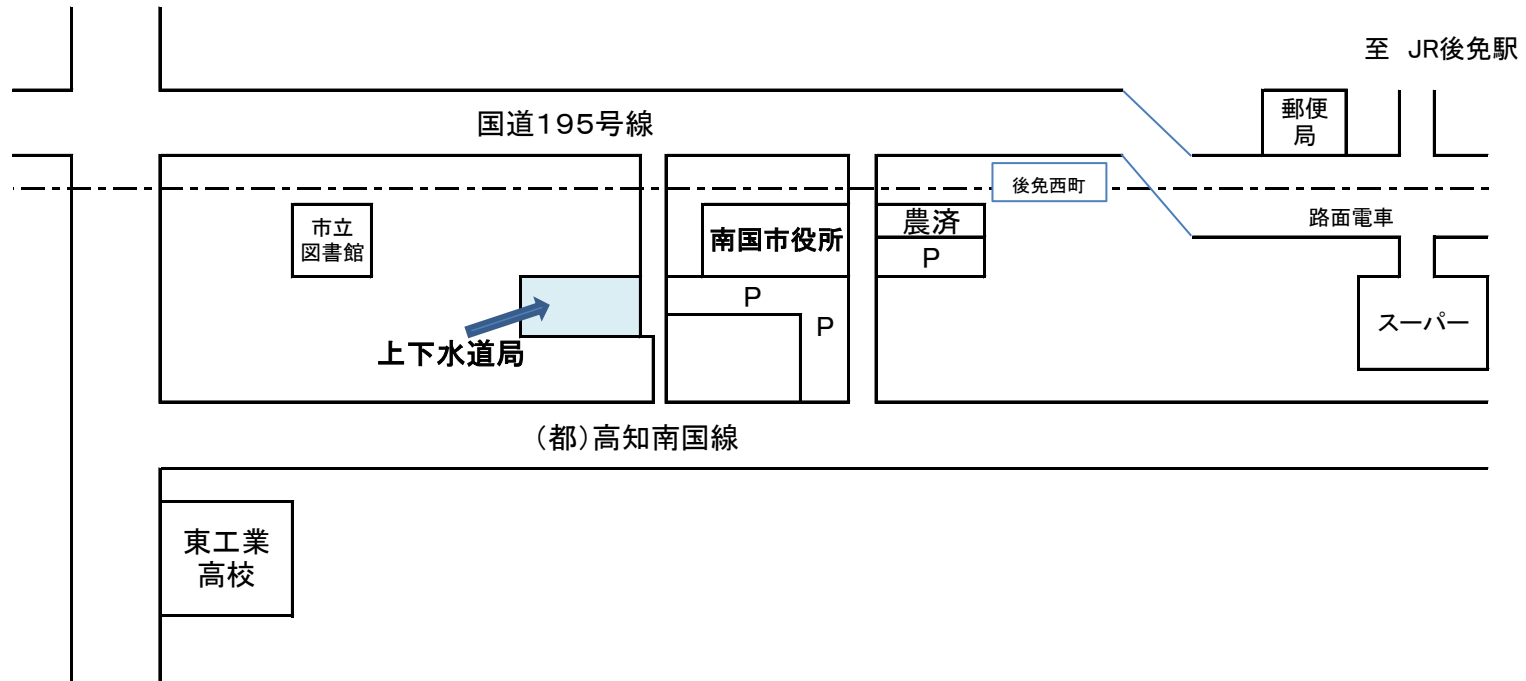 至　JR後免駅
国道195号線
郵便
局
後免西町
路面電車
市立
図書館
南国市役所
農済
P
P
P
スーパー
上下水道局
（都）高知南国線
東工業
高校